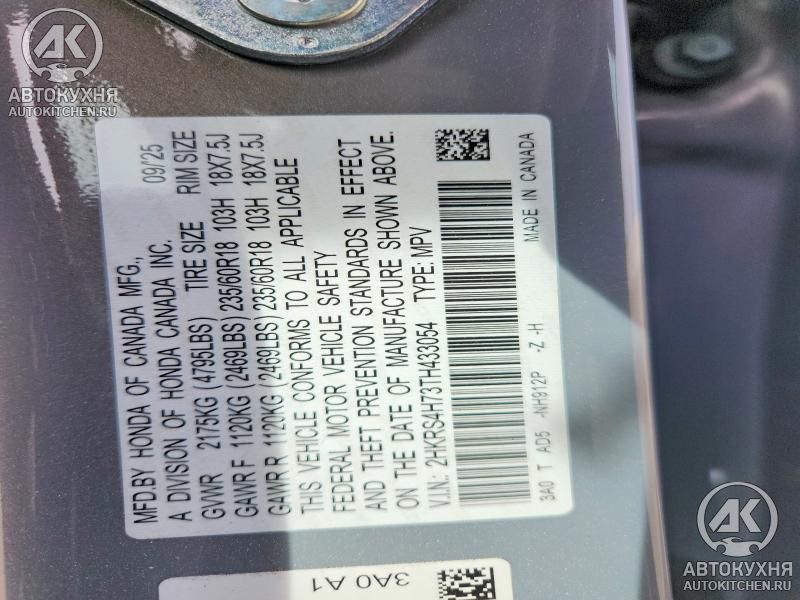 АВТОКУХНЯ
AUTOKITCHEN.RU
MFD.BY HONDA OF CANADA MFG., 09/25
A DIVISION OF HONDA CANADA INC.
GVWR 2175KG (4795LBS) TIRE SIZE RIM SIZE
GAWR F 1120KG (2469LBS) 235/60R18 103H 18X7.5J
GAWR R 1120KG (2469LBS) 235/60R18 103H 18X7.5J
THIS VEHICLE CONFORMS TO ALL APPLICABLE
FEDERAL MOTOR VEHICLE SAFETY
AND THEFT PREVENTION STANDARDS IN EFFECT
ON THE DATE OF MANUFACTURE SHOWN ABOVE.
V.I.N.: 2HKRS4H73TH433054 TYPE: MPV
3A0 T AD5 -NH912P -Z -H MADE IN CANADA
3A0 A1
АВТОКУХНЯ
AUTOKITCHEN.RU